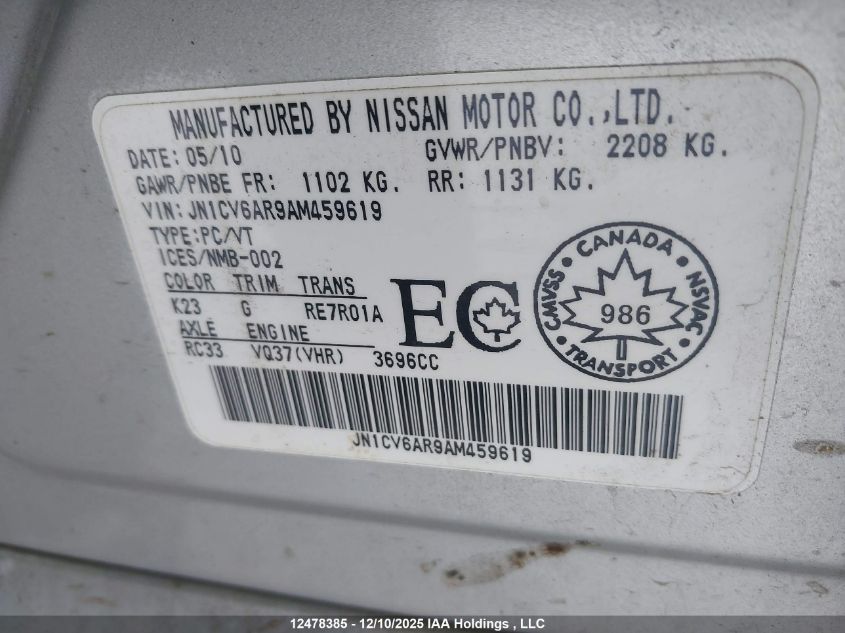 MANUFACTURED BY NISSAN MOTOR CO.,LTD.
DATE: 05/10 GVWR/PNBV: 2208 KG.
GAWR/PNBE FR: 1102 KG. RR: 1131 KG.
VIN: JN1CV6AR9AM459619
TYPE:PC/VT
ICES/NMB-002
COLOR TRIM TRANS
K23 G RE7R01A
AXLE ENGINE
RC33 VQ37(VHR) 3696CC
EC
CANADA
CMVSS NSVAC
986
TRANSPORT
JN1CV6AR9AM459619
12478385 - 12/10/2025 IAA Holdings , LLC